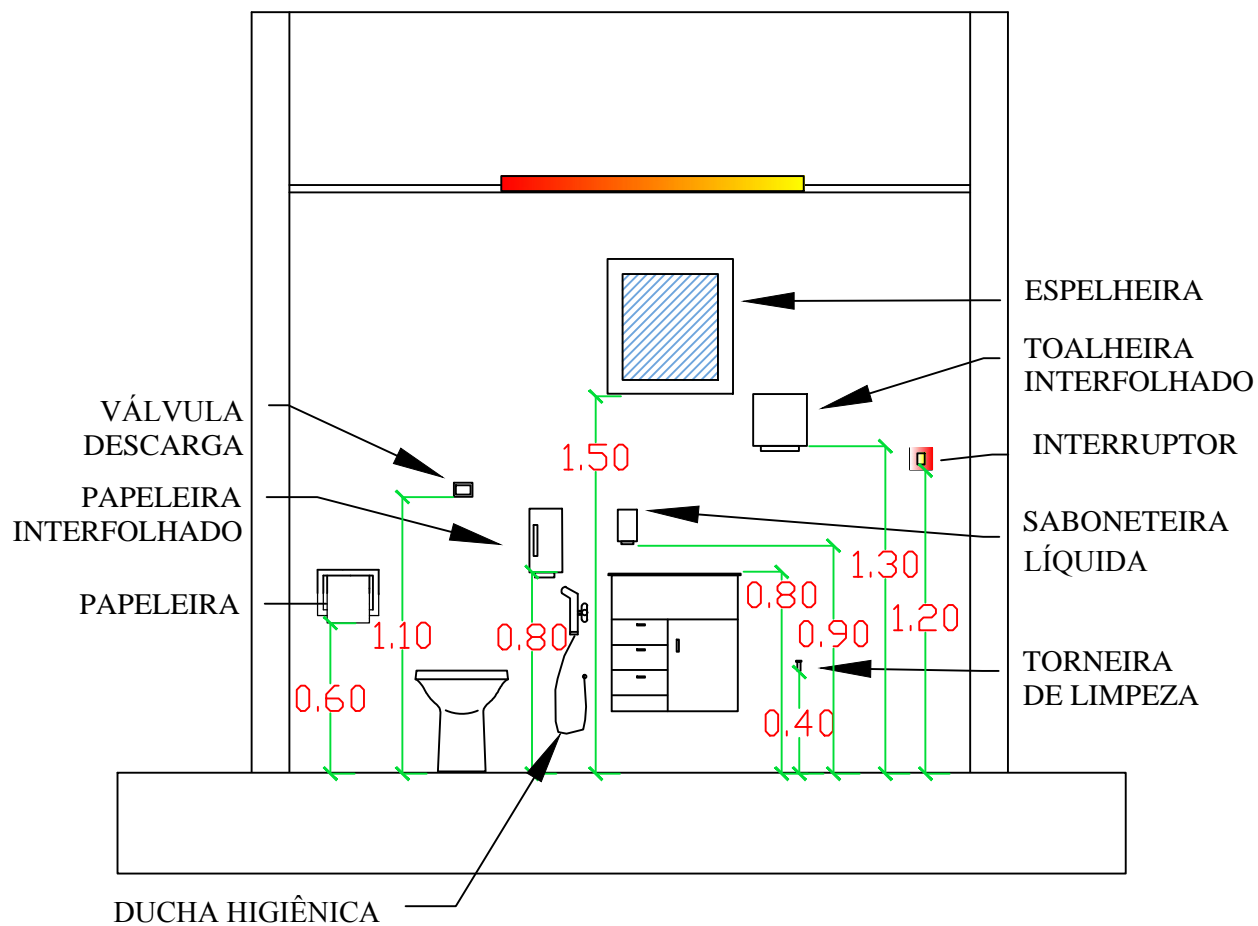 ESPELHEIRA
TOALHEIRA
INTERFOLHADO
VÁLVULA
DESCARGA
INTERRUPTOR
1.50
PAPELEIRA
INTERFOLHADO
SABONETEIRA
LÍQUIDA
1.30
PAPELEIRA
0.80
1.20
1.10
0.80
0.90
TORNEIRA
DE LIMPEZA
0.60
0.40
DUCHA HIGIÊNICA